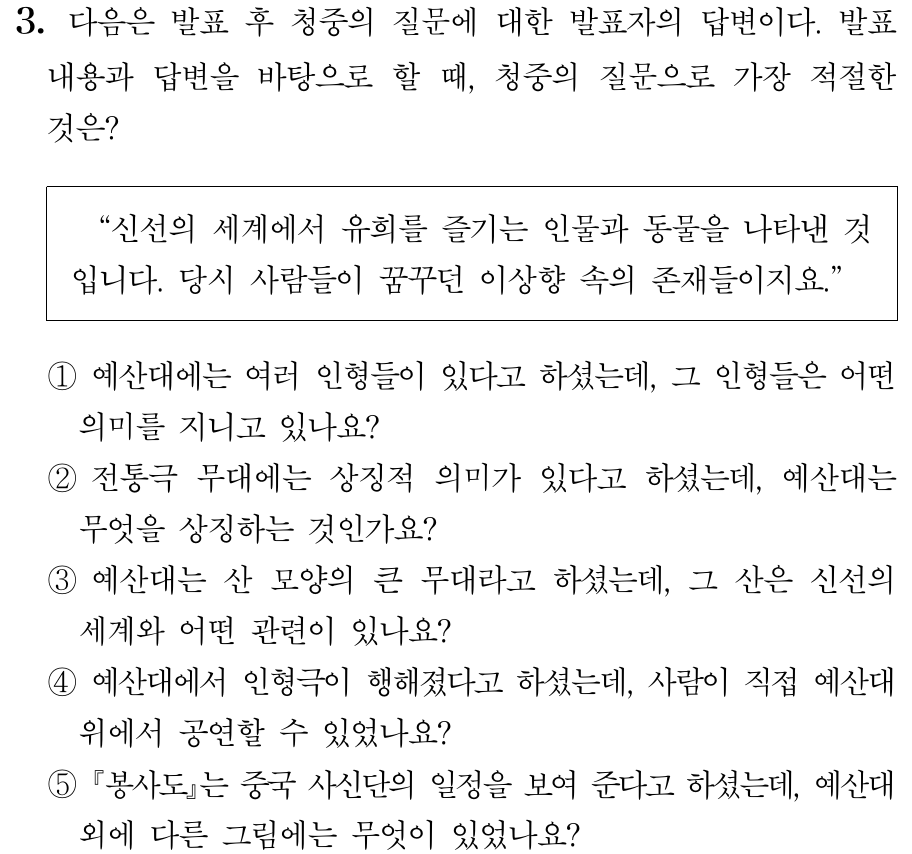 3. 다음은 발표 후 청중의 질문에 대한 발표자의 답변이다. 발표
내용과 답변을 바탕으로 할 때, 청중의 질문으로 가장 적절한
것은?
“신선의 세계에서 유희를 즐기는 인물과 동물을 나타낸 것
입니다. 당시 사람들이 꿈꾸던 이상향 속의 존재들이지요.”
① 예산대에는 여러 인형들이 있다고 하셨는데, 그 인형들은 어떤
의미를 지니고 있나요?
② 전통극 무대에는 상징적 의미가 있다고 하셨는데, 예산대는
무엇을 상징하는 것인가요?
③ 예산대는 산 모양의 큰 무대라고 하셨는데, 그 산은 신선의
세계와 어떤 관련이 있나요?
④ 예산대에서 인형극이 행해졌다고 하셨는데, 사람이 직접 예산대
위에서 공연할 수 있었나요?
⑤ 『봉사도』는 중국 사신단의 일정을 보여 준다고 하셨는데, 예산대
외에 다른 그림에는 무엇이 있었나요?